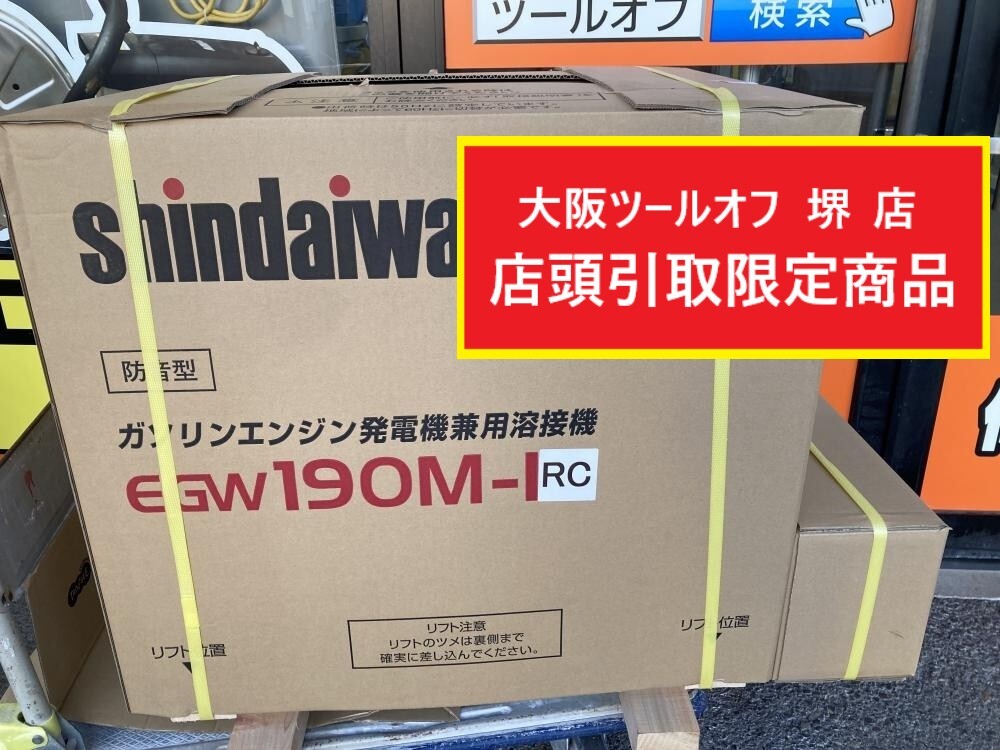 ツールオフ
検索
大阪ツールオフ 堺 店
店頭引取限定商品
shindaiwa
防音型
ガソリンエンジン発電機兼用溶接機
EGW190M-I
RC
リフト位置
リフト注意
リフトのツメは裏側まで
確実に差し込んでください。
リフト位置